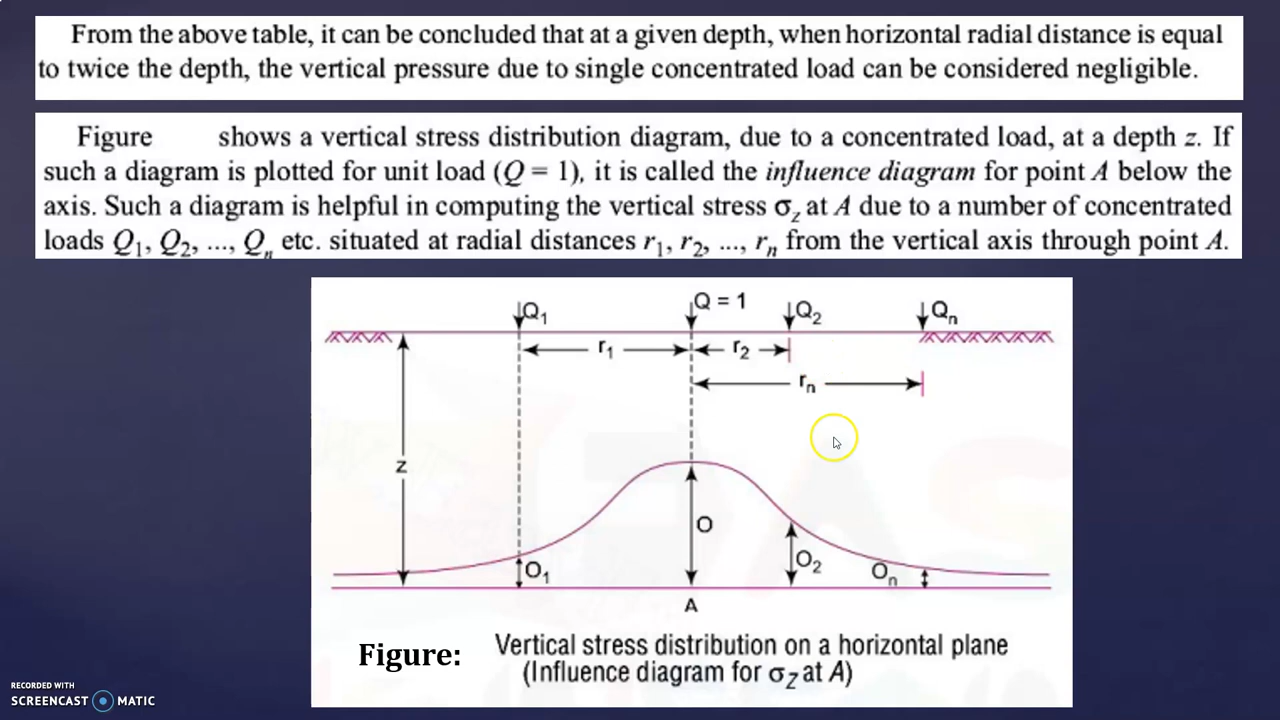 From the above table, it can be concluded that at a given depth, when horizontal radial distance is equal
to twice the depth, the vertical pressure due to single concentrated load can be considered negligible.
Figure shows a vertical stress distribution diagram, due to a concentrated load, at a depth z. If
such a diagram is plotted for unit load (Q = 1), it is called the influence diagram for point A below the
axis. Such a diagram is helpful in computing the vertical stress σz at A due to a number of concentrated
loads Q1, Q2, ..., Qn etc. situated at radial distances r1, r2, ..., rn from the vertical axis through point A.
Q1 Q = 1 Q2 Qn
r1 r2
rn
z
O
O1 O2 On
A
Figure: Vertical stress distribution on a horizontal plane
(Influence diagram for σZ at A)
RECORDED WITH
SCREENCAST MATIC